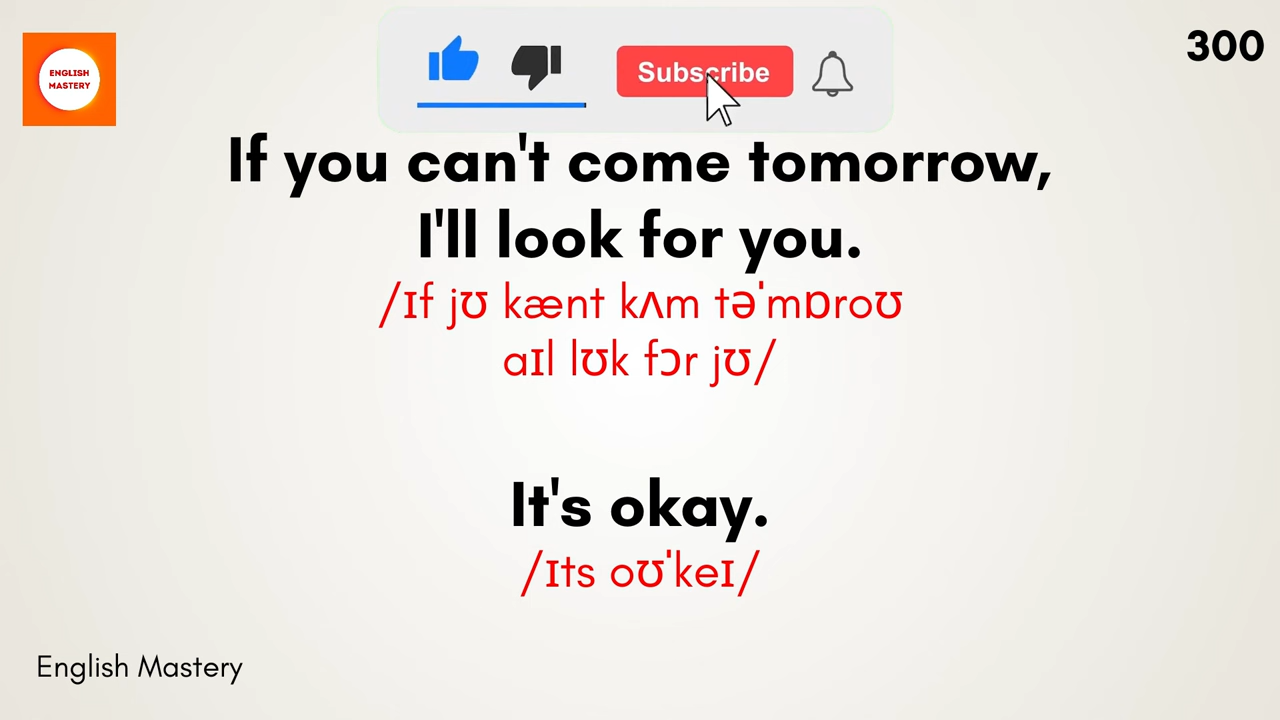 300
ENGLISH
MASTERY
Subscribe
If you can't come tomorrow,
I'll look for you.
/ɪf jʊ kænt kʌm təˈmɒroʊ
aɪl lʊk fɔr jʊ/
It's okay.
/ɪts oʊˈkeɪ/
English Mastery